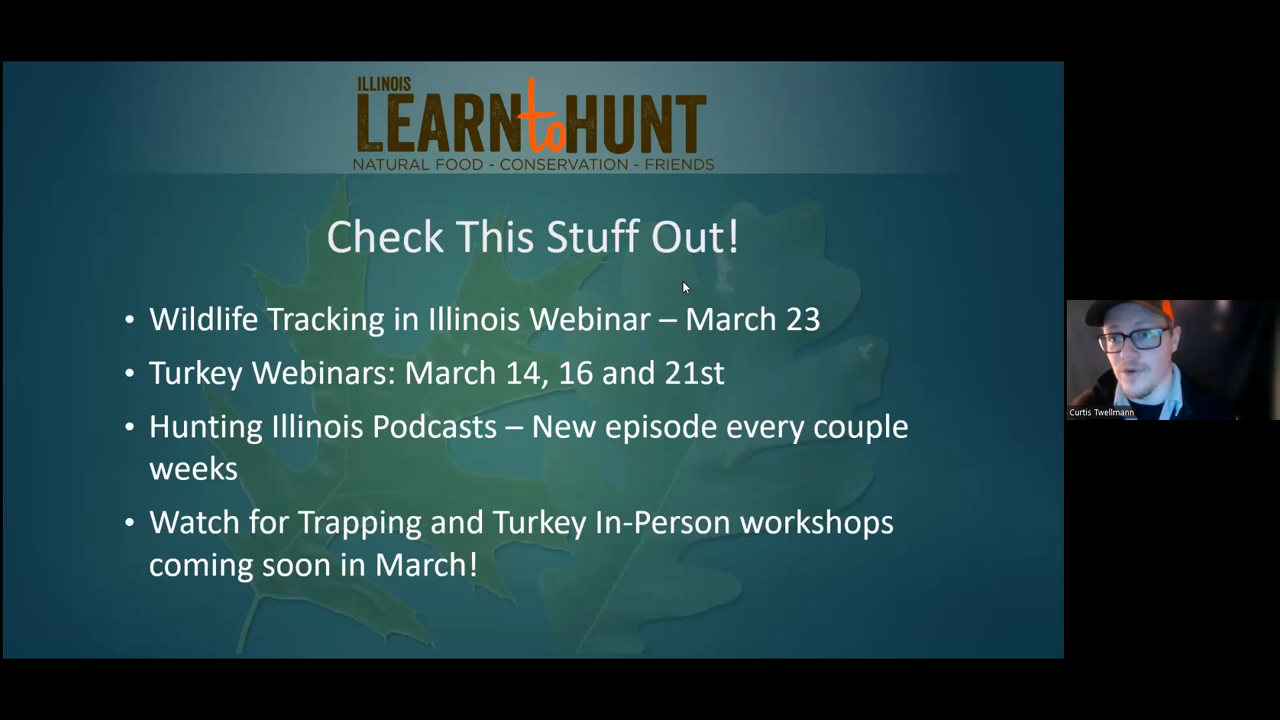 ILLINOIS
LEARN to HUNT
NATURAL FOOD - CONSERVATION - FRIENDS
Check This Stuff Out!
• Wildlife Tracking in Illinois Webinar – March 23
• Turkey Webinars: March 14, 16 and 21st
• Hunting Illinois Podcasts – New episode every couple
weeks
• Watch for Trapping and Turkey In-Person workshops
coming soon in March!
Curtis Twellmann